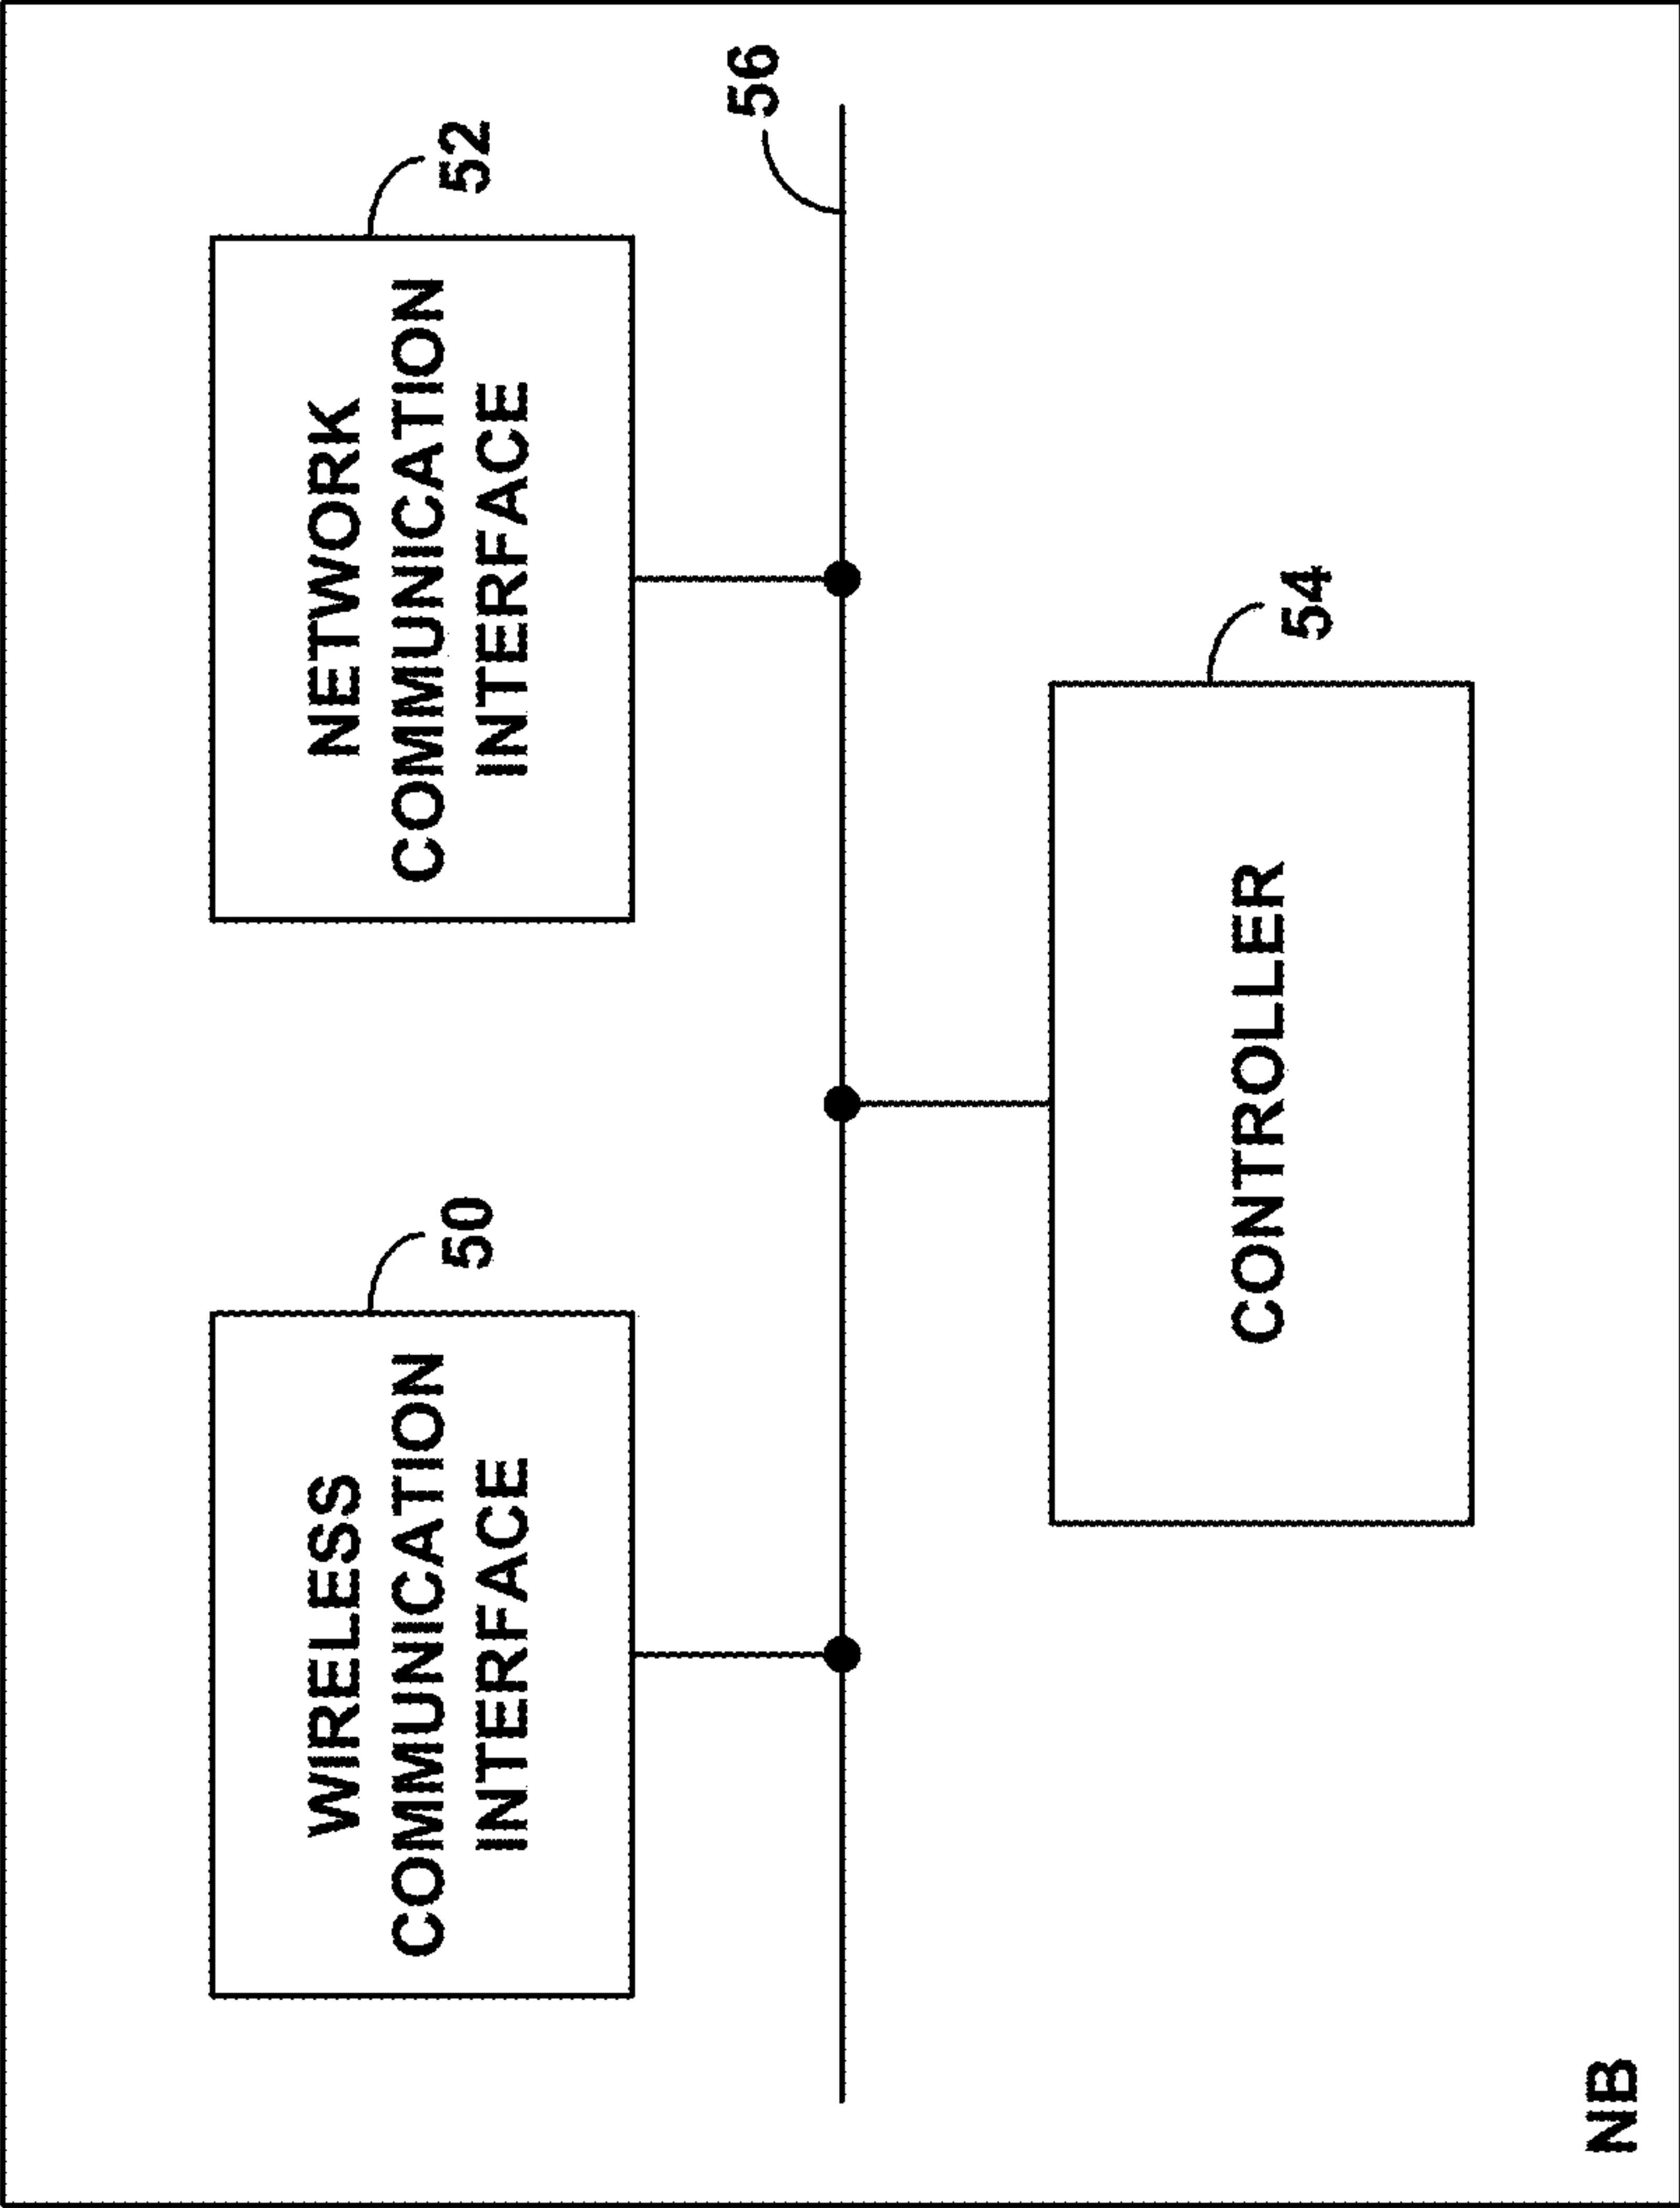 WIRELESS
COMMUNICATION
INTERFACE
50
NETWORK
COMMUNICATION
INTERFACE
52
56
CONTROLLER
54
NB